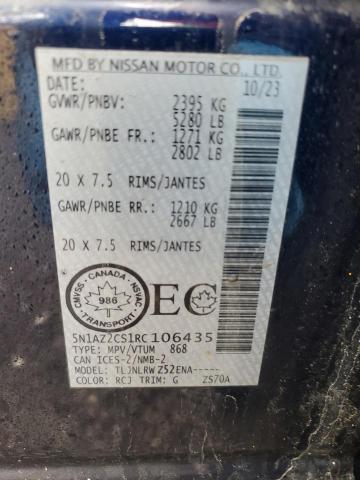 MFD BY NISSAN MOTOR CO., LTD.
DATE: 10/23
GVWR/PNBV: 2395 KG
5280 LB
GAWR/PNBE FR.: 1271 KG
2802 LB
20 X 7.5 RIMS/JANTES
GAWR/PNBE RR.: 1210 KG
2667 LB
20 X 7.5 RIMS/JANTES
CMVSS - CANADA - NSVAC
986
TRANSPORT
EC
5N1AZ2CS1RC106435
TYPE: MPV/VTUM 868
CAN ICES-2/NMB-2
MODEL: TLJNLRW Z52ENA-----
COLOR: RCJ TRIM: G ZS70A